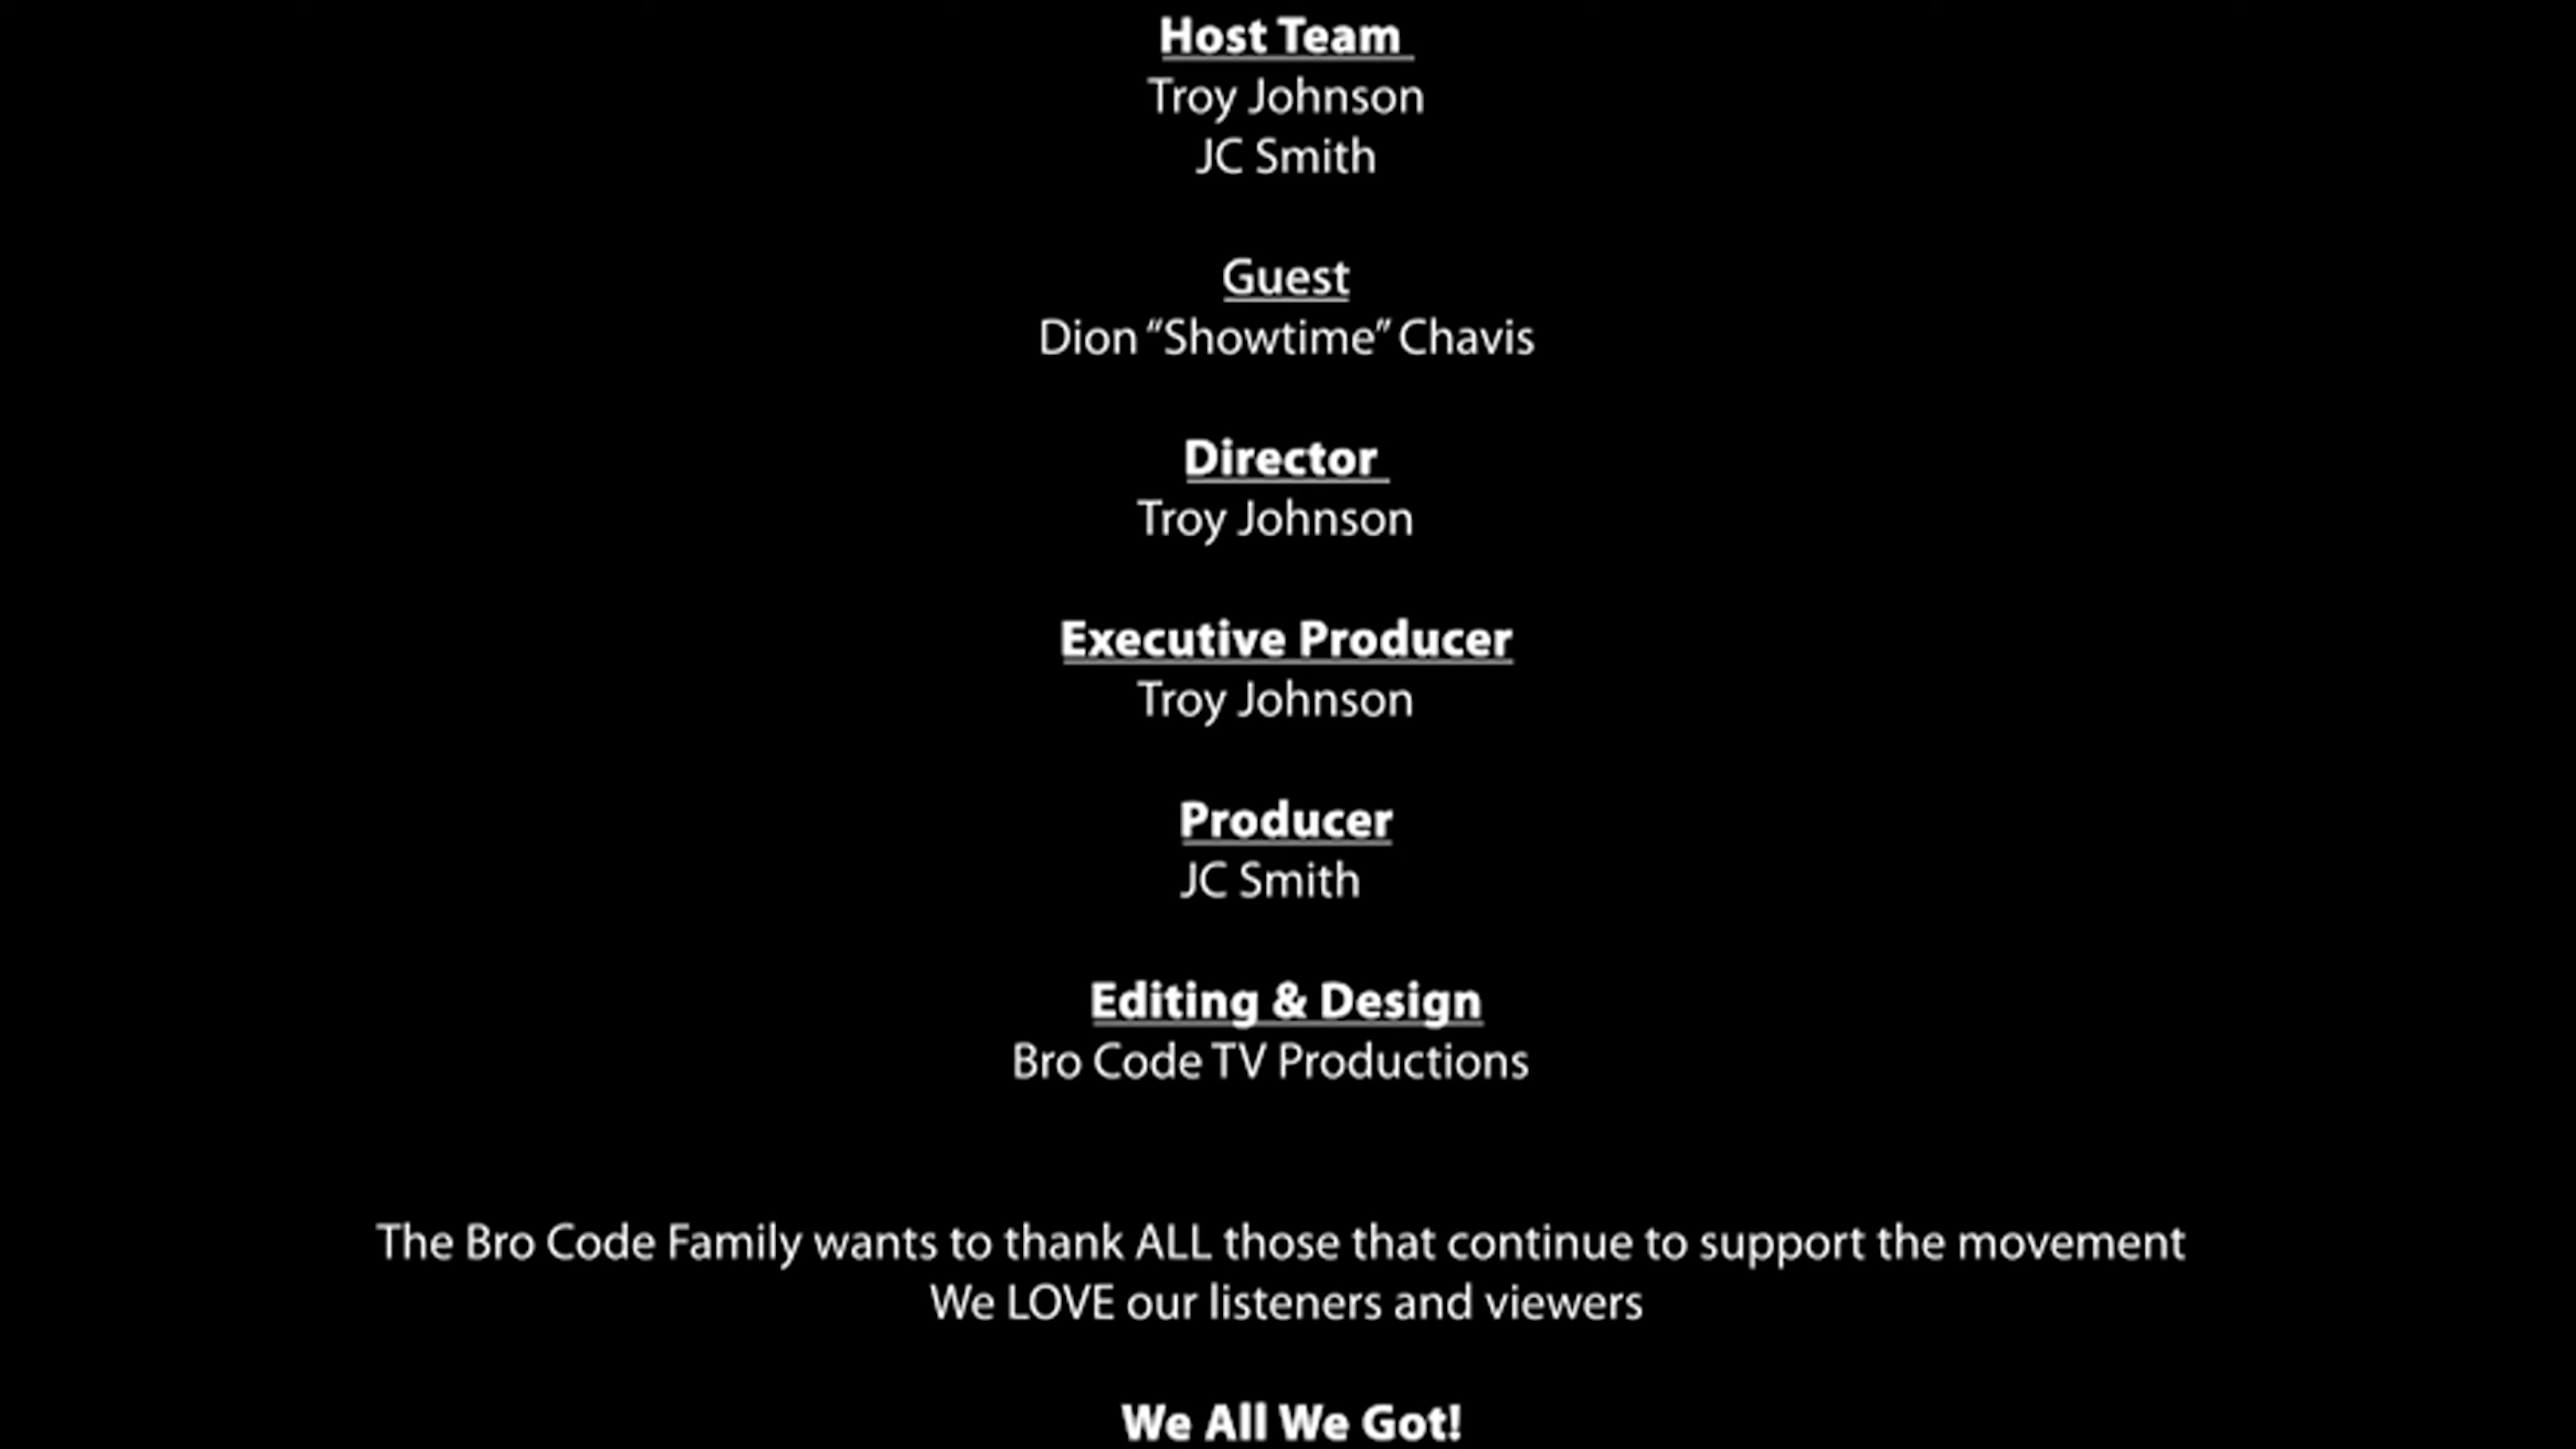 Host Team
Troy Johnson
JC Smith
Guest
Dion “Showtime” Chavis
Director
Troy Johnson
Executive Producer
Troy Johnson
Producer
JC Smith
Editing & Design
Bro Code TV Productions
The Bro Code Family wants to thank ALL those that continue to support the movement
We LOVE our listeners and viewers
We All We Got!